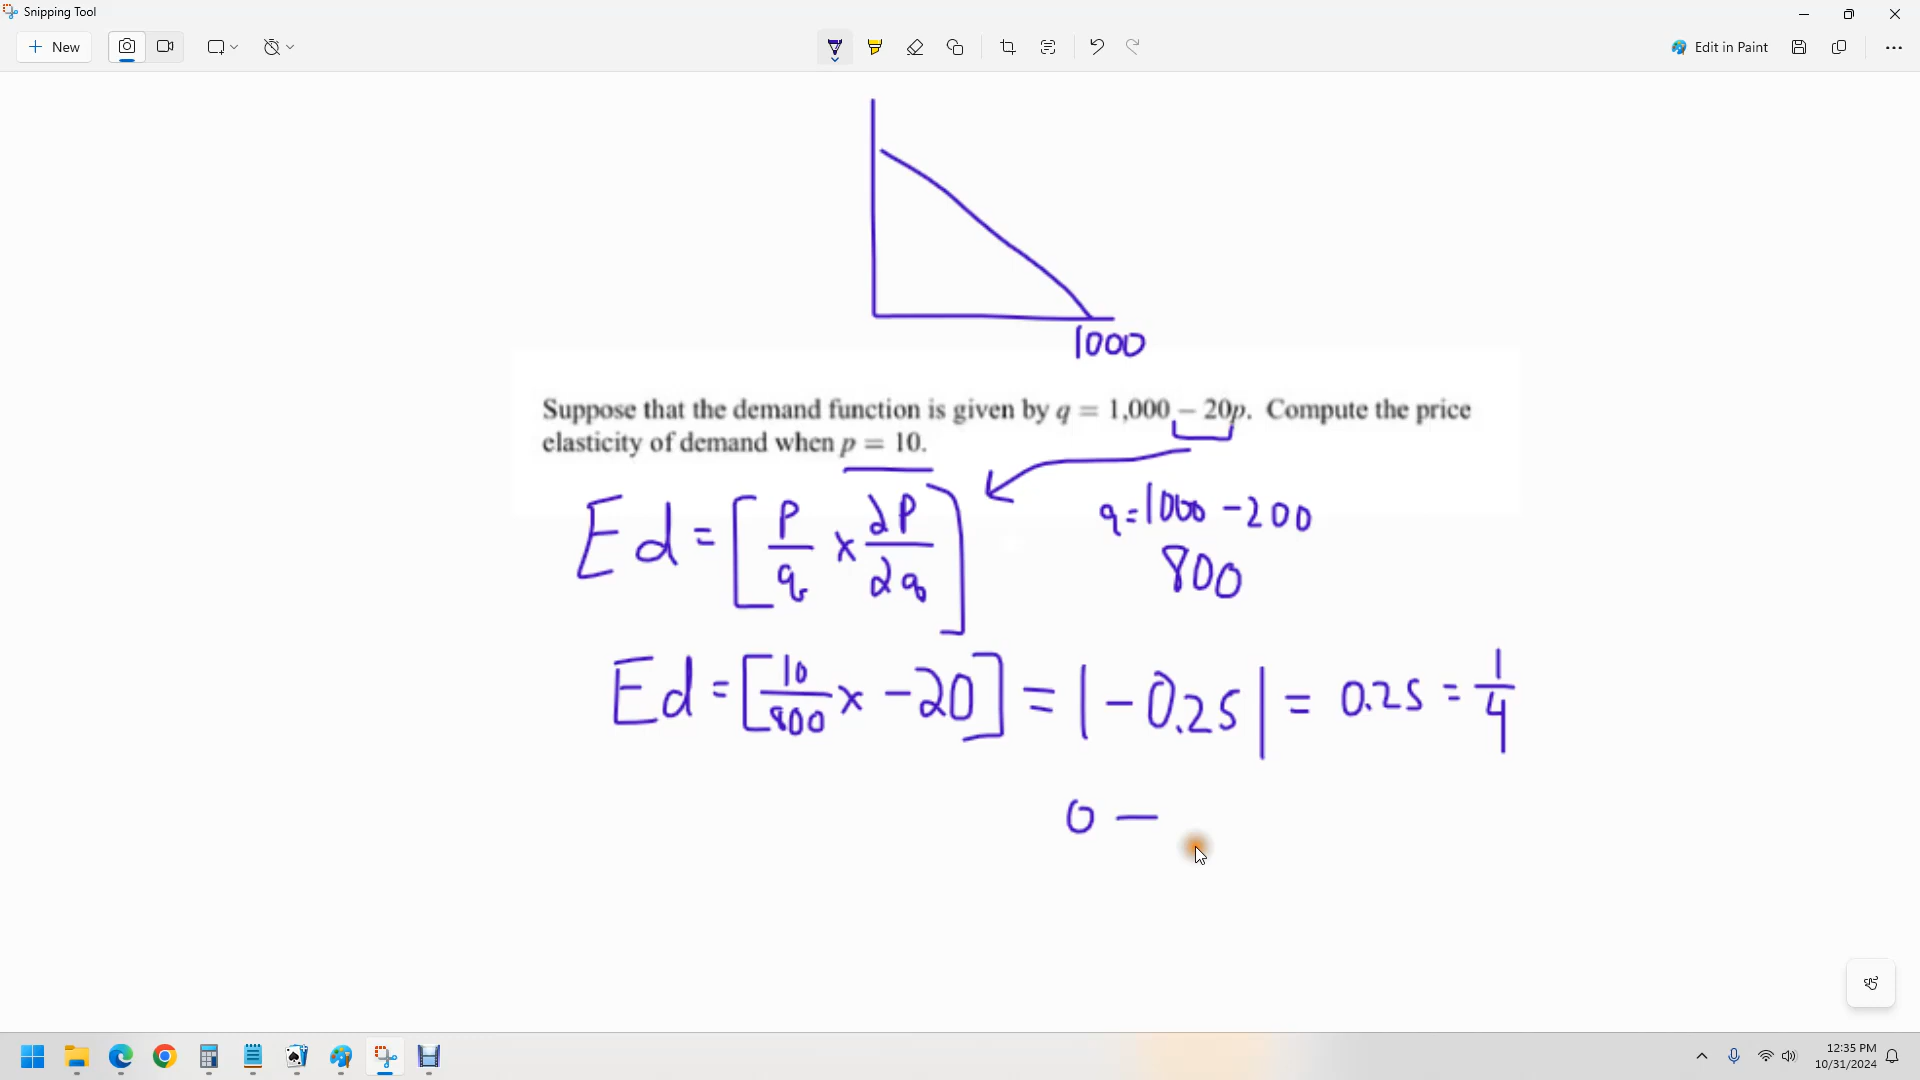 Snipping Tool
New
Edit in Paint
1000
Suppose that the demand function is given by q = 1,000 – 20p. Compute the price
elasticity of demand when p = 10.
Ed = [p/q x ∂p/∂q]
q = 1000 - 200
800
Ed = [10/800 x -20] = |-0.25| = 0.25 = 1/4
0 —
12:35 PM
10/31/2024